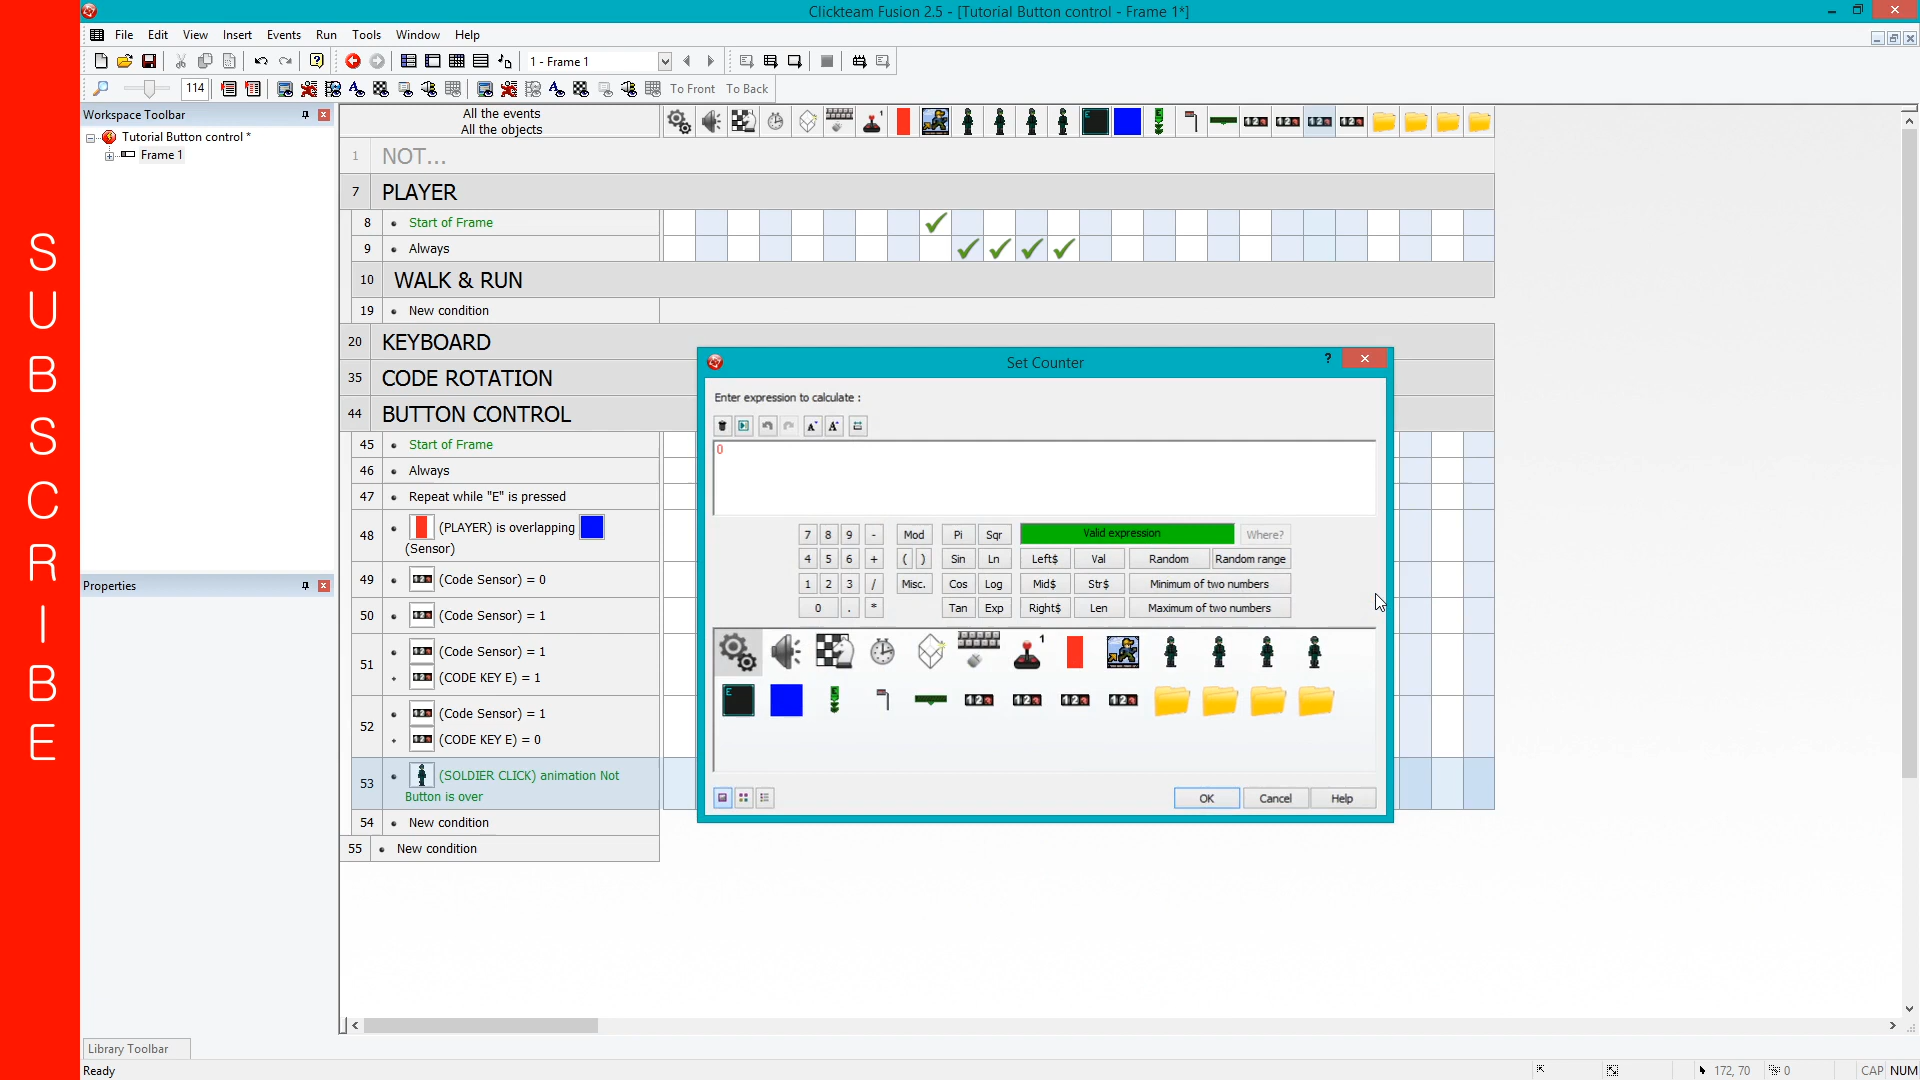 Clickteam Fusion 2.5 - [Tutorial Button control - Frame 1*]
File Edit View Insert Events Run Tools Window Help
1 - Frame 1
114
To Front To Back
Workspace Toolbar
Tutorial Button control *
Frame 1
Properties
Library Toolbar
Ready
SUBSCRIBE
All the events
All the objects
1 NOT...
7 PLAYER
8 Start of Frame
9 Always
10 WALK & RUN
19 New condition
20 KEYBOARD
35 CODE ROTATION
44 BUTTON CONTROL
45 Start of Frame
46 Always
47 Repeat while "E" is pressed
48 (PLAYER) is overlapping
(Sensor)
49 (Code Sensor) = 0
50 (Code Sensor) = 1
51 (Code Sensor) = 1
(CODE KEY E) = 1
52 (Code Sensor) = 1
(CODE KEY E) = 0
53 (SOLDIER CLICK) animation Not
Button is over
54 New condition
55 New condition
Set Counter
?
Enter expression to calculate :
0
7 8 9 - Mod Pi Sqr Valid expression Where?
4 5 6 + ( ) Sin Ln Left$ Val Random Random range
1 2 3 / Misc. Cos Log Mid$ Str$ Minimum of two numbers
0 . * Tan Exp Right$ Len Maximum of two numbers
1
E
OK Cancel Help
172, 70
0
CAP NUM